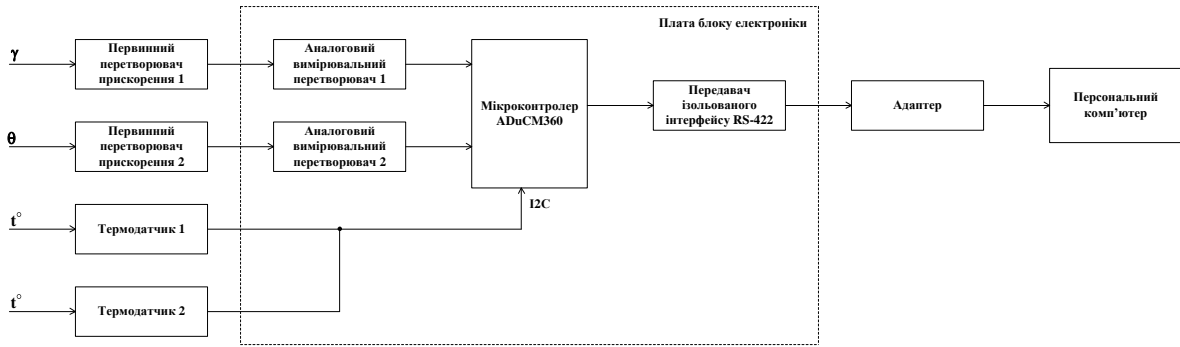 Плата блоку електроніки
γ
Первинний
перетворювач
прискорення 1
Аналоговий
вимірювальний
перетворювач 1
Мікроконтролер
ADuCM360
Передавач
ізольованого
інтерфейсу RS-422
Адаптер
Персональний
комп’ютер
θ
Первинний
перетворювач
прискорення 2
Аналоговий
вимірювальний
перетворювач 2
I2C
t°
Термодатчик 1
t°
Термодатчик 2